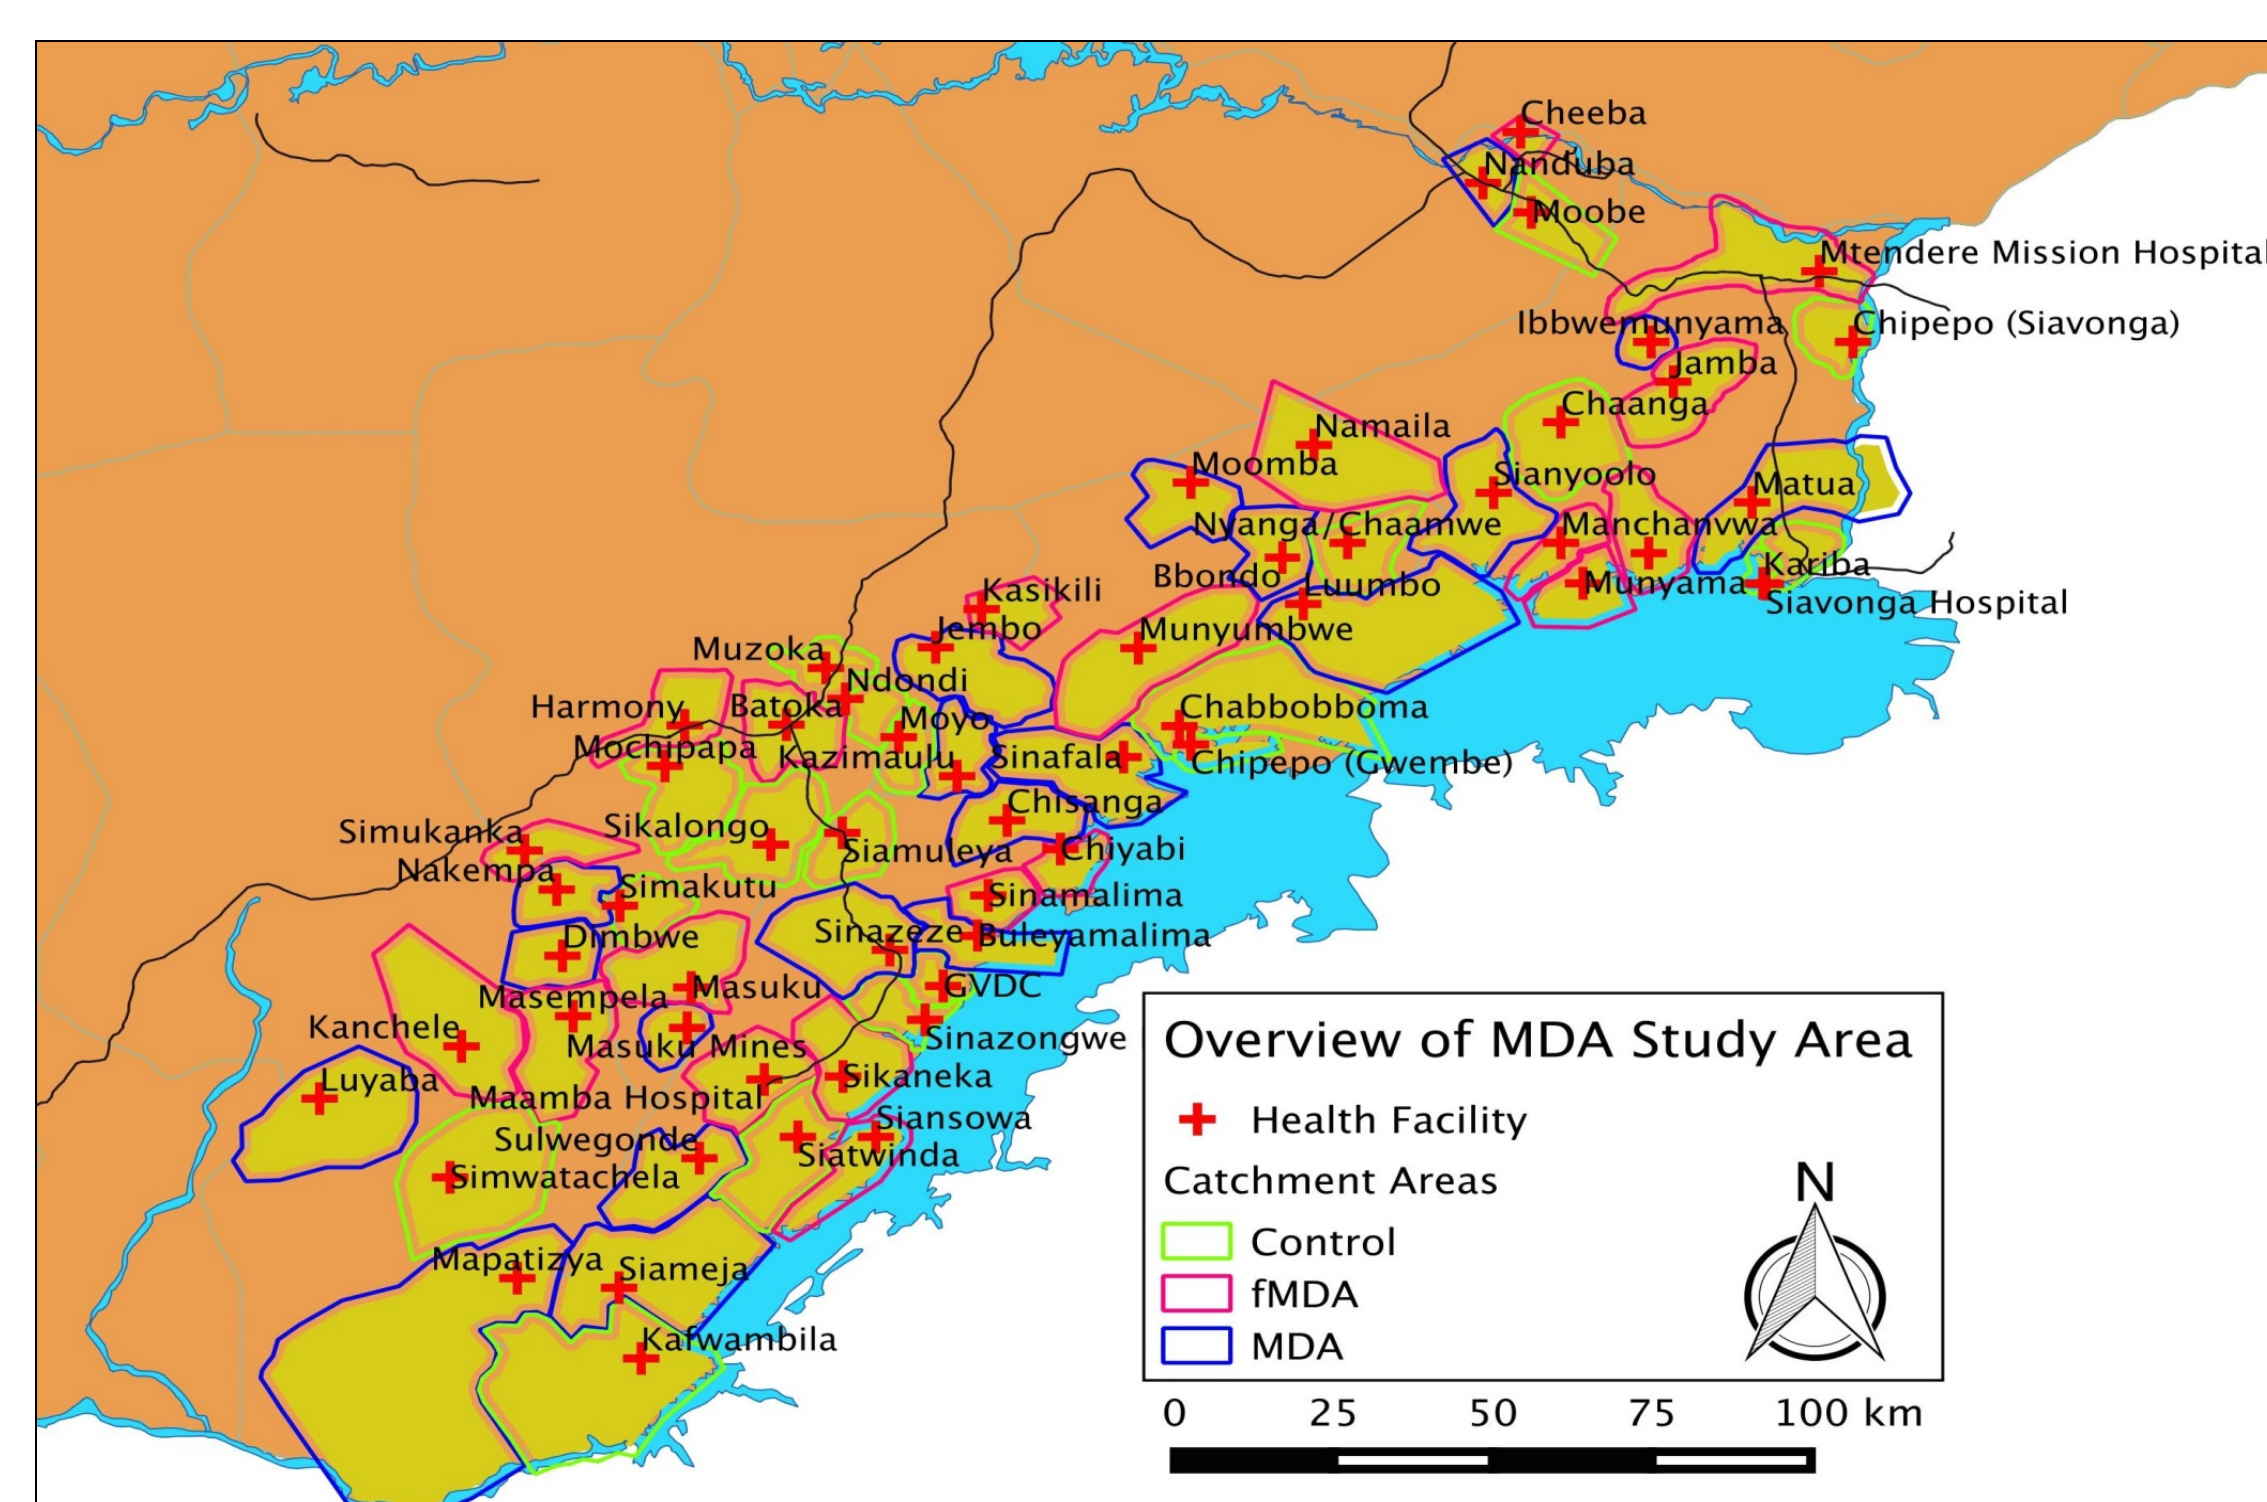 Cheeba
Nanduba
Moobe
Mtendere Mission Hospital
Ibbwemunyama
Chipepo (Siavonga)
Jamba
Chaanga
Namaila
Moomba
Sianyoolo
Matua
Nyanga/Chaamwe
Manchanvwa
Bbondo
Luumbo
Munyama
Kariba
Siavonga Hospital
Kasikili
Jembo
Munyumbwe
Muzoka
Ndondi
Harmony
Batoka
Moyo
Chabbobboma
Mochipapa
Kazimaulu
Sinafala
Chipepo (Gwembe)
Chisanga
Simukanka
Sikalongo
Siamuleya
Chiyabi
Nakempa
Simakutu
Sinamalima
Dimbwe
Sinazeze
Buleyamalima
Masempela
Masuku
GVDC
Kanchele
Masuku Mines
Sinazongwe
Luyaba
Maamba Hospital
Sikaneka
Siansowa
Sulwegonde
Siatwinda
Simwatachela
Mapatizya
Siameja
Kafwambila
Overview of MDA Study Area
Health Facility
Catchment Areas
Control
fMDA
MDA
N
0 25 50 75 100 km